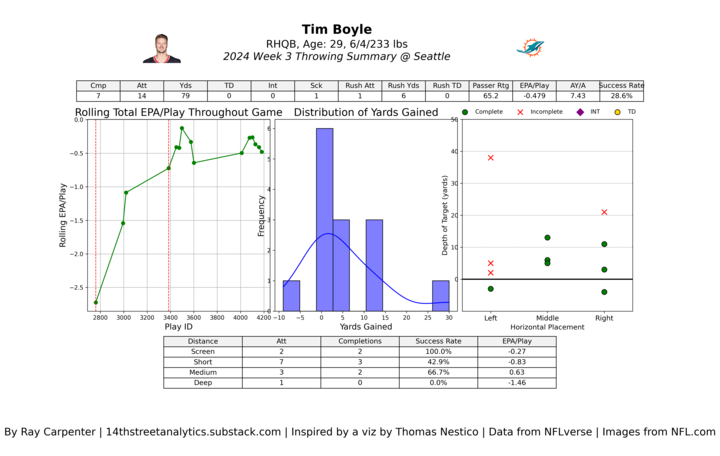 Tim Boyle
RHQB, Age: 29, 6/4/233 lbs
2024 Week 3 Throwing Summary @ Seattle
Cmp Att Yds TD Int Sck Rush Att Rush Yds Rush TD Passer Rtg EPA/Play AY/A Success Rate
7 14 79 0 0 1 1 6 0 65.2 -0.479 7.43 28.6%
Rolling Total EPA/Play Throughout Game
Rolling EPA/Play
0.0
−0.5
−1.0
−1.5
−2.0
−2.5
2800 3000 3200 3400 3600 3800 4000 4200
Play ID
Distribution of Yards Gained
Frequency
6
5
4
3
2
1
0
−10 −5 0 5 10 15 20 25 30
Yards Gained
Complete Incomplete INT TD
Depth of Target (yards)
50
40
30
20
10
0
Left Middle Right
Horizontal Placement
Distance Att Completions Success Rate EPA/Play
Screen 2 2 100.0% -0.27
Short 7 3 42.9% -0.83
Medium 3 2 66.7% 0.63
Deep 1 0 0.0% -1.46
By Ray Carpenter | 14thstreetanalytics.substack.com | Inspired by a viz by Thomas Nestico | Data from NFLverse | Images from NFL.com